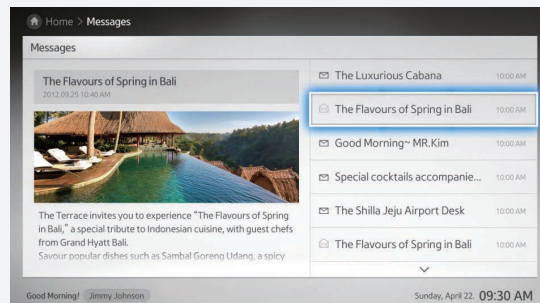 Home > Messages
Messages
The Flavours of Spring in Bali
2012.09.25 10:40 AM
The Terrace invites you to experience "The Flavours of Spring
in Bali," a special tribute to Indonesian cuisine, with guest chefs
from Grand Hyatt Bali.
Savour popular dishes such as Sambal Goreng Udang, a spicy
The Luxurious Cabana 10:00 AM
The Flavours of Spring in Bali 10:00 AM
Good Morning~ MR.Kim 10:00 AM
Special cocktails accompanie... 10:00 AM
The Shilla Jeju Airport Desk 10:00 AM
The Flavours of Spring in Bali 10:00 AM
Good Morning! Jimmy Johnson
Sunday, April 22. 09:30 AM